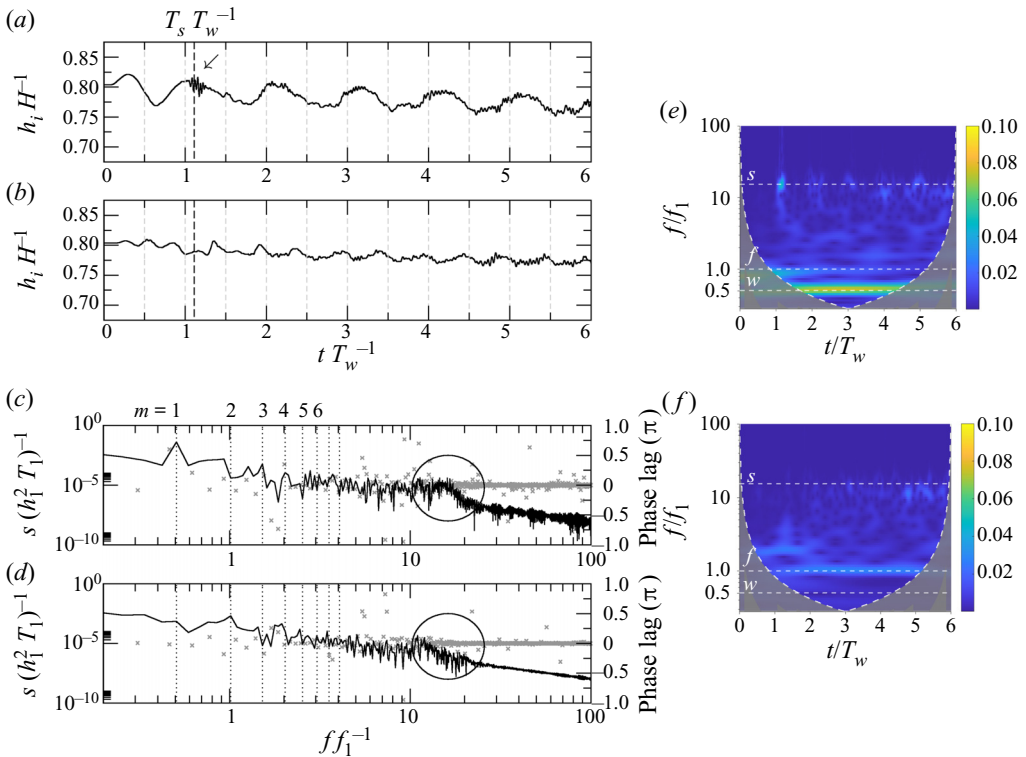 (a)
T_s T_w^{-1}
0.85
0.80
0.75
0.70
h_i H^{-1}
0 1 2 3 4 5 6
(b)
0.85
0.80
0.75
0.70
h_i H^{-1}
0 1 2 3 4 5 6
t T_w^{-1}
(c)
m = 1 2 3 4 5 6
10^0
10^{-5}
10^{-10}
s (h_1^2 T_1)^{-1}
1.0
0.5
0
-0.5
-1.0
Phase lag (π)
1 10 100
(d)
10^0
10^{-5}
10^{-10}
s (h_1^2 T_1)^{-1}
1.0
0.5
0
-0.5
-1.0
Phase lag (π)
1 10 100
f f_1^{-1}
(e)
100
10
1.0
0.5
f/f_1
s
f
w
0 1 2 3 4 5 6
t/T_w
0.10
0.08
0.06
0.04
0.02
(f)
100
10
1.0
0.5
f/f_1
s
f
w
0 1 2 3 4 5 6
t/T_w
0.10
0.08
0.06
0.04
0.02